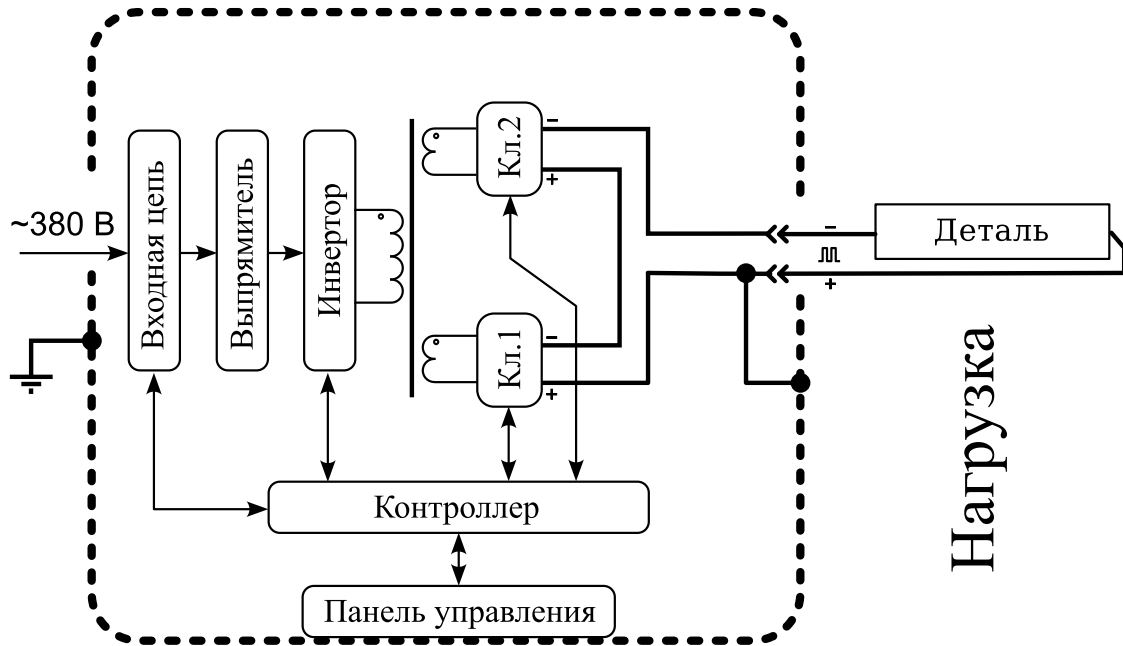 ~380 В
Входная цепь
Выпрямитель
Инвертор
Кл.2
-
+
Кл.1
-
+
-
+
Деталь
Нагрузка
Контроллер
Панель управления